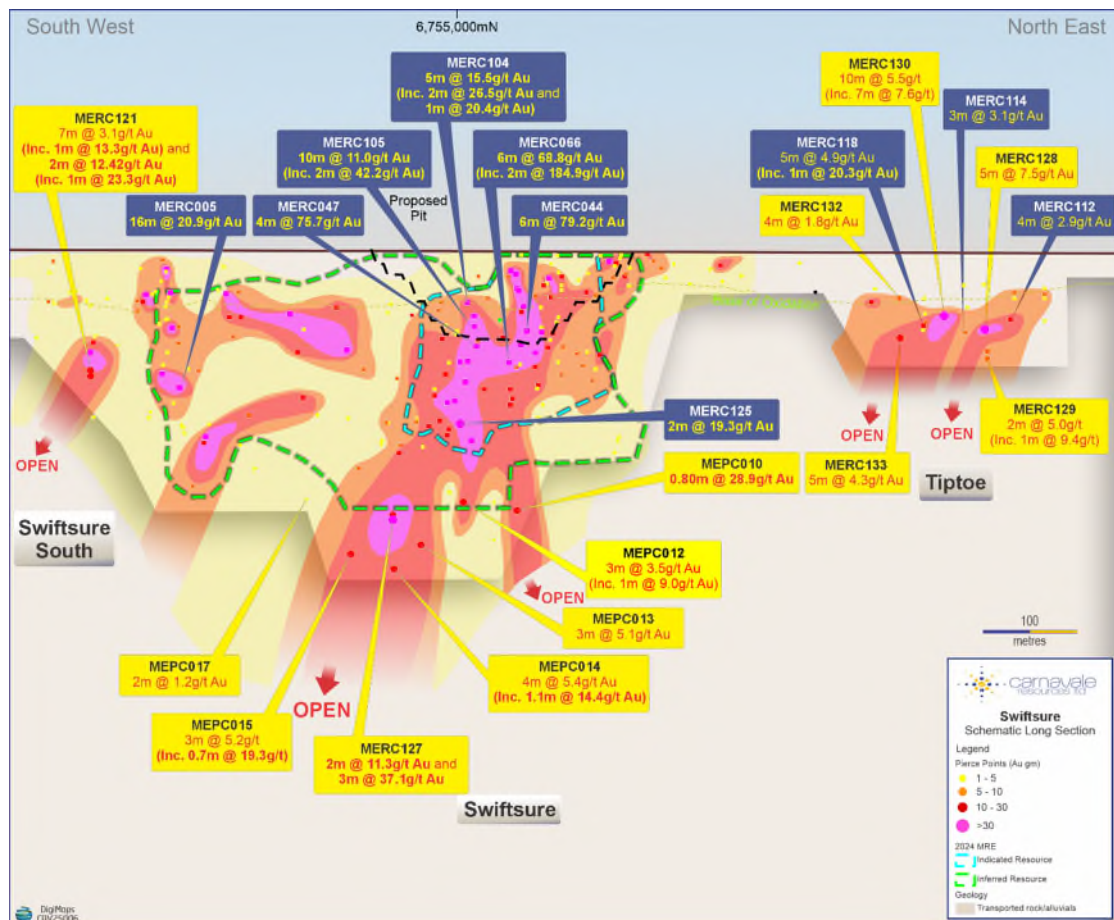 South West
6,755,000mN
North East
MERC104
5m @ 15.5g/t Au
(Inc. 2m @ 26.5g/t Au and
1m @ 20.4g/t Au)
MERC130
10m @ 5.5g/t
(Inc. 7m @ 7.6g/t)
MERC114
3m @ 3.1g/t Au
MERC121
7m @ 3.1g/t Au
(Inc. 1m @ 13.3g/t Au) and
2m @ 12.42g/t Au
(Inc. 1m @ 23.3g/t Au)
MERC105
10m @ 11.0g/t Au
(Inc. 2m @ 42.2g/t Au)
MERC066
6m @ 68.8g/t Au
(Inc. 2m @ 184.9g/t Au)
MERC118
5m @ 4.9g/t Au
(Inc. 1m @ 20.3g/t Au)
MERC128
5m @ 7.5g/t Au
MERC005
16m @ 20.9g/t Au
MERC047
4m @ 75.7g/t Au
Proposed
Pit
MERC044
6m @ 79.2g/t Au
MERC132
4m @ 1.8g/t Au
MERC112
4m @ 2.9g/t Au
Base of Oxidation
MERC125
2m @ 19.3g/t Au
OPEN
OPEN
OPEN
MERC129
2m @ 5.0g/t
(Inc. 1m @ 9.4g/t)
MERC133
5m @ 4.3g/t Au
Tiptoe
MEPC010
0.80m @ 28.9g/t Au
Swiftsure
South
MEPC012
3m @ 3.5g/t Au
(Inc. 1m @ 9.0g/t Au)
OPEN
MEPC013
3m @ 5.1g/t Au
100
metres
MEPC017
2m @ 1.2g/t Au
MEPC014
4m @ 5.4g/t Au
(Inc. 1.1m @ 14.4g/t Au)
OPEN
MEPC015
3m @ 5.2g/t
(Inc. 0.7m @ 19.3g/t)
MERC127
2m @ 11.3g/t Au and
3m @ 37.1g/t Au
Swiftsure
carnavale
resources ltd
Swiftsure
Schematic Long Section
Legend
Pierce Points (Au gm)
1 - 5
5 - 10
10 - 30
>30
2024 MRE
Indicated Resource
Inferred Resource
Geology
Transported rock/alluvials
DigiMaps